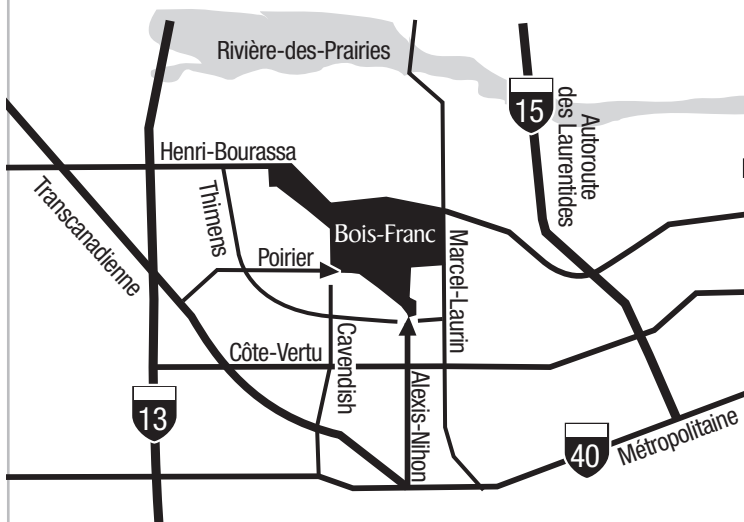 Rivière-des-Prairies
15
Autoroute
des Laurentides
Henri-Bourassa
Transcanadienne
Thimens
Bois-Franc
Poirier
Marcel-Laurin
Côte-Vertu
Cavendish
Alexis-Nihon
13
40
Métropolitaine